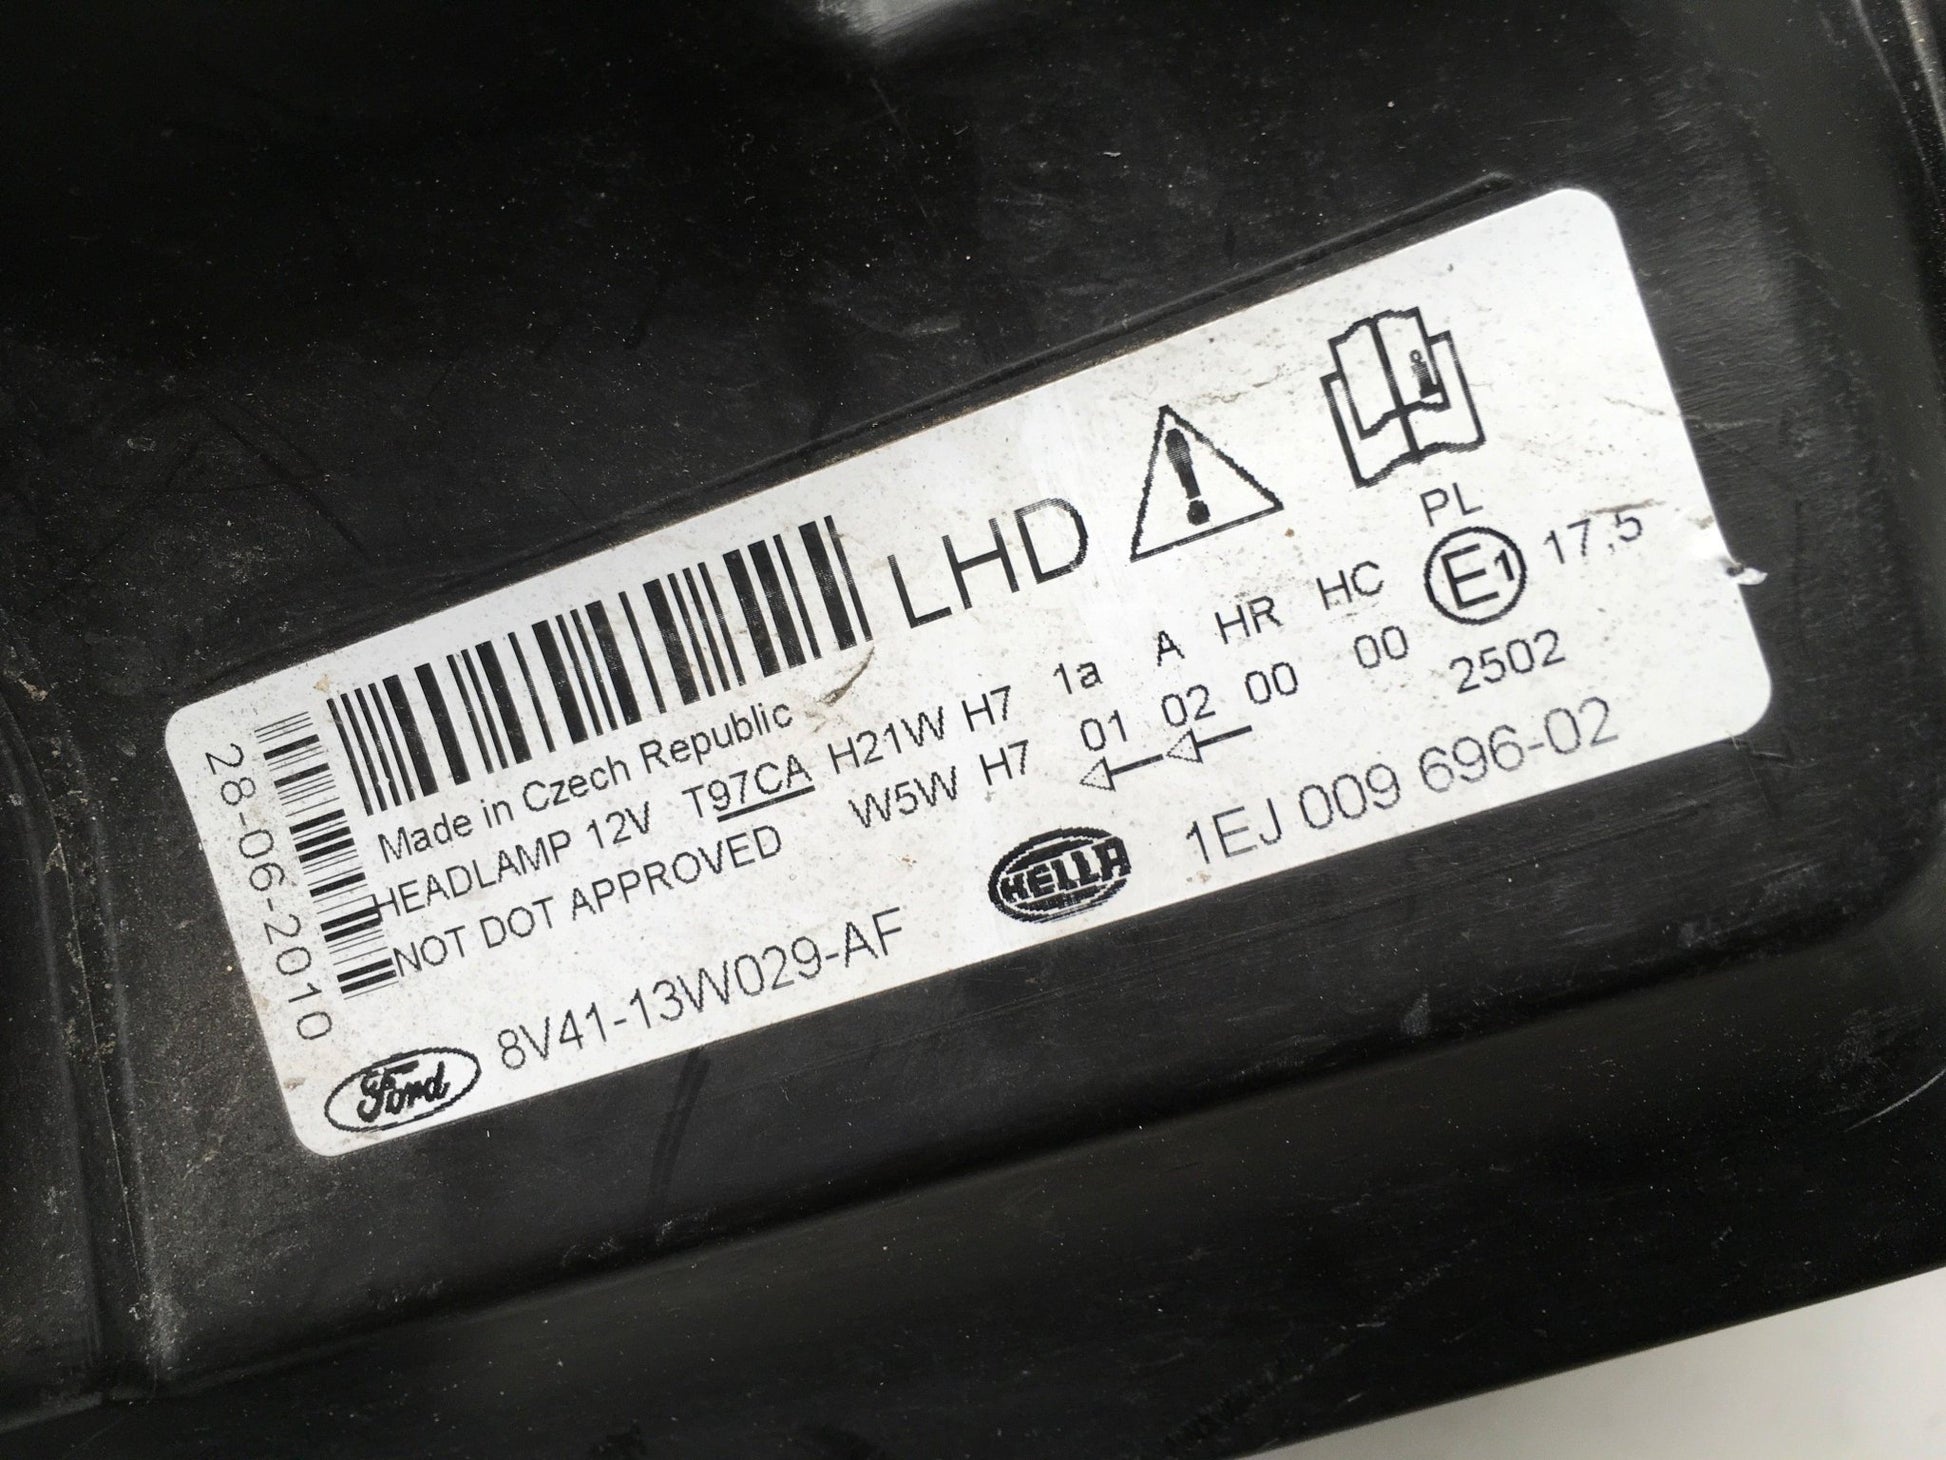 LHD
28-06-2010
Made in Czech Republic
HEADLAMP 12V T97CA H21W H7 1a A HR HC PL E1 17,5
NOT DOT APPROVED W5W H7 01 02 00 00 2502
Ford 8V41-13W029-AF HELLA 1EJ 009 696-02